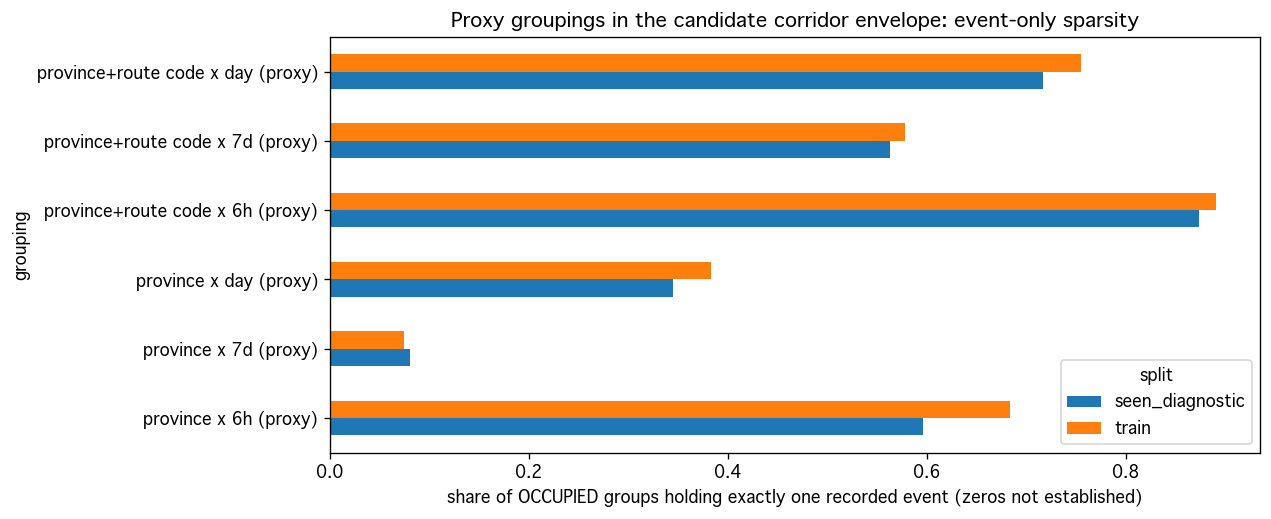 Proxy groupings in the candidate corridor envelope: event-only sparsity
province+route code x day (proxy)
province+route code x 7d (proxy)
province+route code x 6h (proxy)
province x day (proxy)
province x 7d (proxy)
province x 6h (proxy)
grouping
split
seen_diagnostic
train
0.0 0.2 0.4 0.6 0.8
share of OCCUPIED groups holding exactly one recorded event (zeros not established)